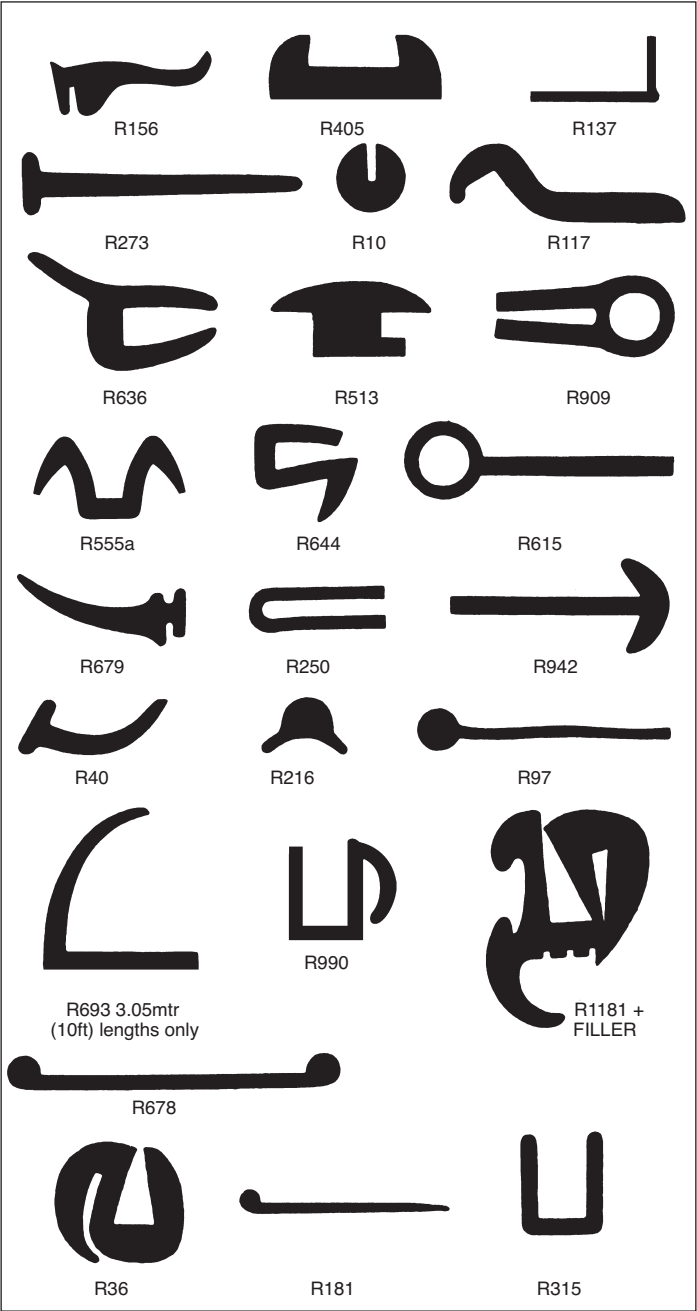 R156
R405
R137
R273
R10
R117
R636
R513
R909
R555a
R644
R615
R679
R250
R942
R40
R216
R97
R990
R693 3.05mtr
(10ft) lengths only
R1181 +
FILLER
R678
R36
R181
R315